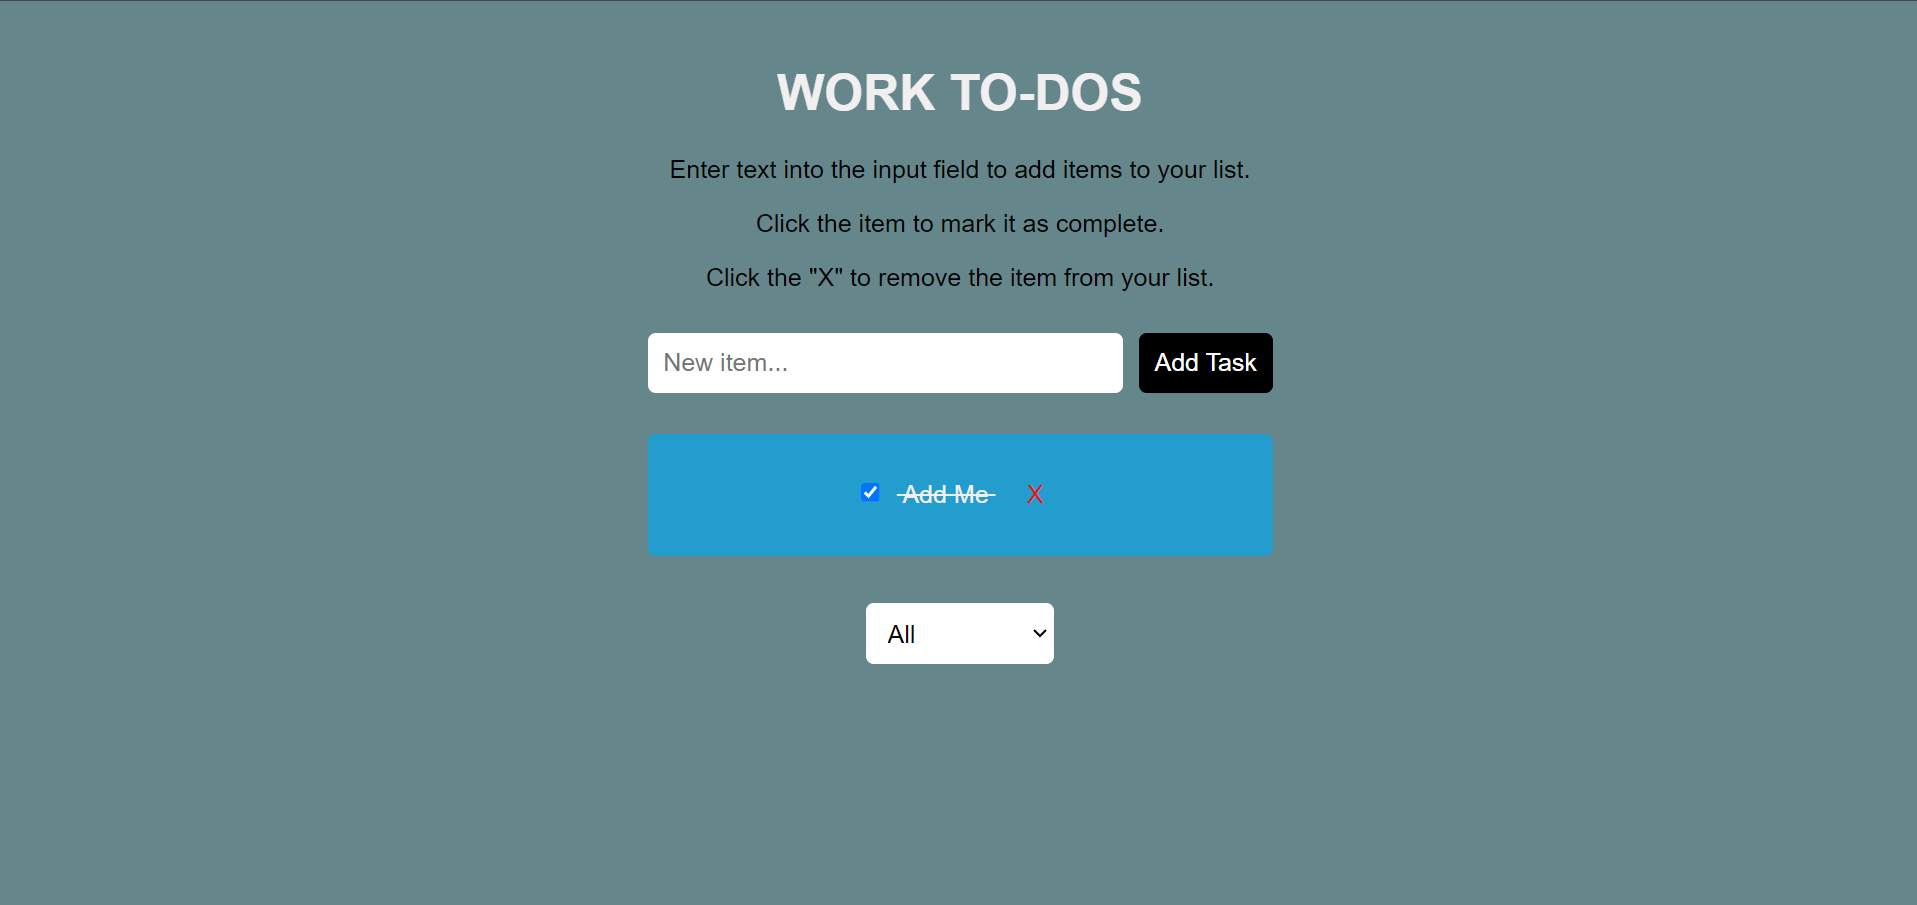 WORK TO-DOS
Enter text into the input field to add items to your list.
Click the item to mark it as complete.
Click the "X" to remove the item from your list.
New item... Add Task
Add Me X
All